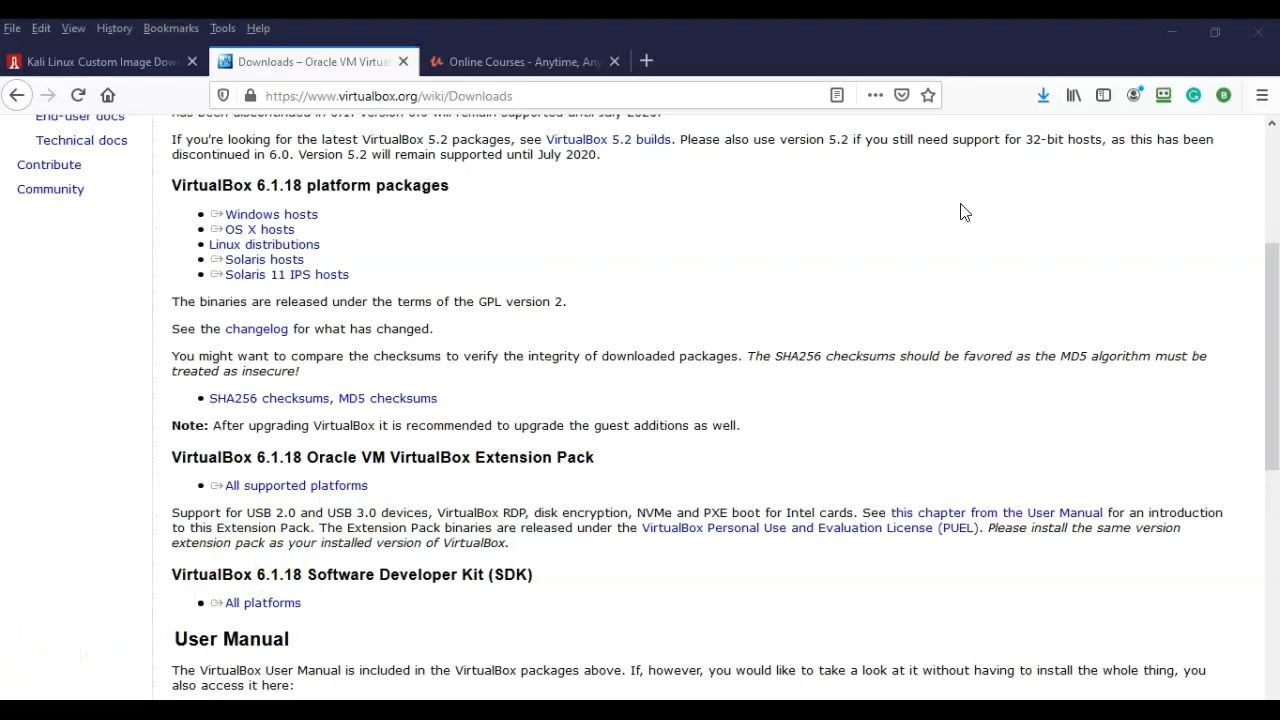 File Edit View History Bookmarks Tools Help
Kali Linux Custom Image Dow
Downloads – Oracle VM Virtual
Online Courses - Anytime, Any
https://www.virtualbox.org/wiki/Downloads
End-user docs
Technical docs
Contribute
Community
If you're looking for the latest VirtualBox 5.2 packages, see VirtualBox 5.2 builds. Please also use version 5.2 if you still need support for 32-bit hosts, as this has been
discontinued in 6.0. Version 5.2 will remain supported until July 2020.
VirtualBox 6.1.18 platform packages
Windows hosts
OS X hosts
Linux distributions
Solaris hosts
Solaris 11 IPS hosts
The binaries are released under the terms of the GPL version 2.
See the changelog for what has changed.
You might want to compare the checksums to verify the integrity of downloaded packages. The SHA256 checksums should be favored as the MD5 algorithm must be
treated as insecure!
SHA256 checksums, MD5 checksums
Note: After upgrading VirtualBox it is recommended to upgrade the guest additions as well.
VirtualBox 6.1.18 Oracle VM VirtualBox Extension Pack
All supported platforms
Support for USB 2.0 and USB 3.0 devices, VirtualBox RDP, disk encryption, NVMe and PXE boot for Intel cards. See this chapter from the User Manual for an introduction
to this Extension Pack. The Extension Pack binaries are released under the VirtualBox Personal Use and Evaluation License (PUEL). Please install the same version
extension pack as your installed version of VirtualBox.
VirtualBox 6.1.18 Software Developer Kit (SDK)
All platforms
User Manual
The VirtualBox User Manual is included in the VirtualBox packages above. If, however, you would like to take a look at it without having to install the whole thing, you
also access it here: